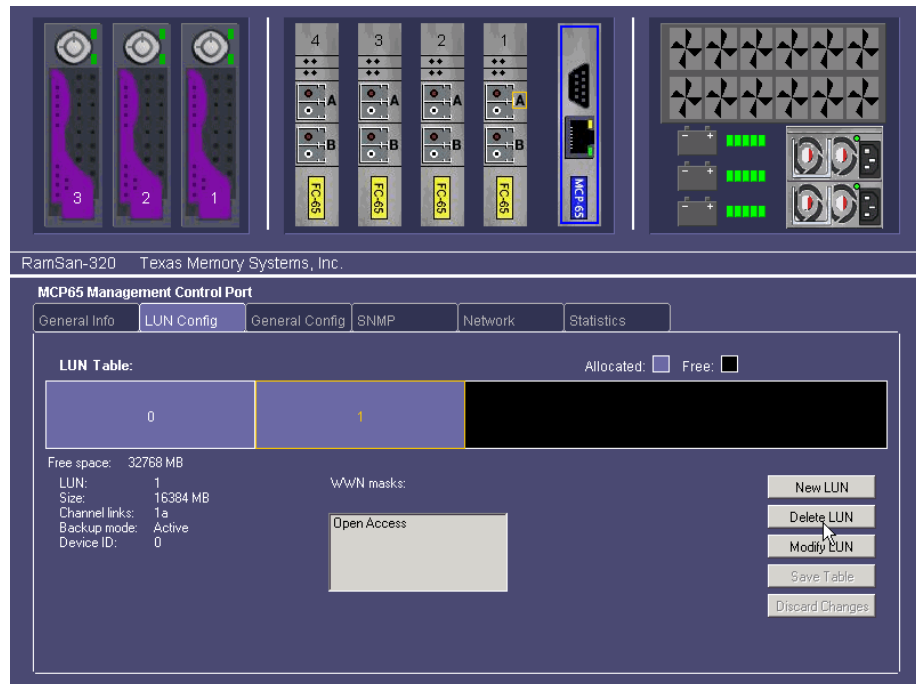 4 3 2 1
A A A A
B B B B
3 2 1
FC-65 FC-65 FC-65 FC-65 MCP-65
- +
- +
- +
RamSan-320 Texas Memory Systems, Inc.
MCP65 Management Control Port
General Info LUN Config General Config SNMP Network Statistics
LUN Table: Allocated: Free:
0 1
Free space: 32768 MB
LUN: 1
Size: 16384 MB
Channel links: 1a
Backup mode: Active
Device ID: 0
WWN masks:
Open Access
New LUN
Delete LUN
Modify LUN
Save Table
Discard Changes